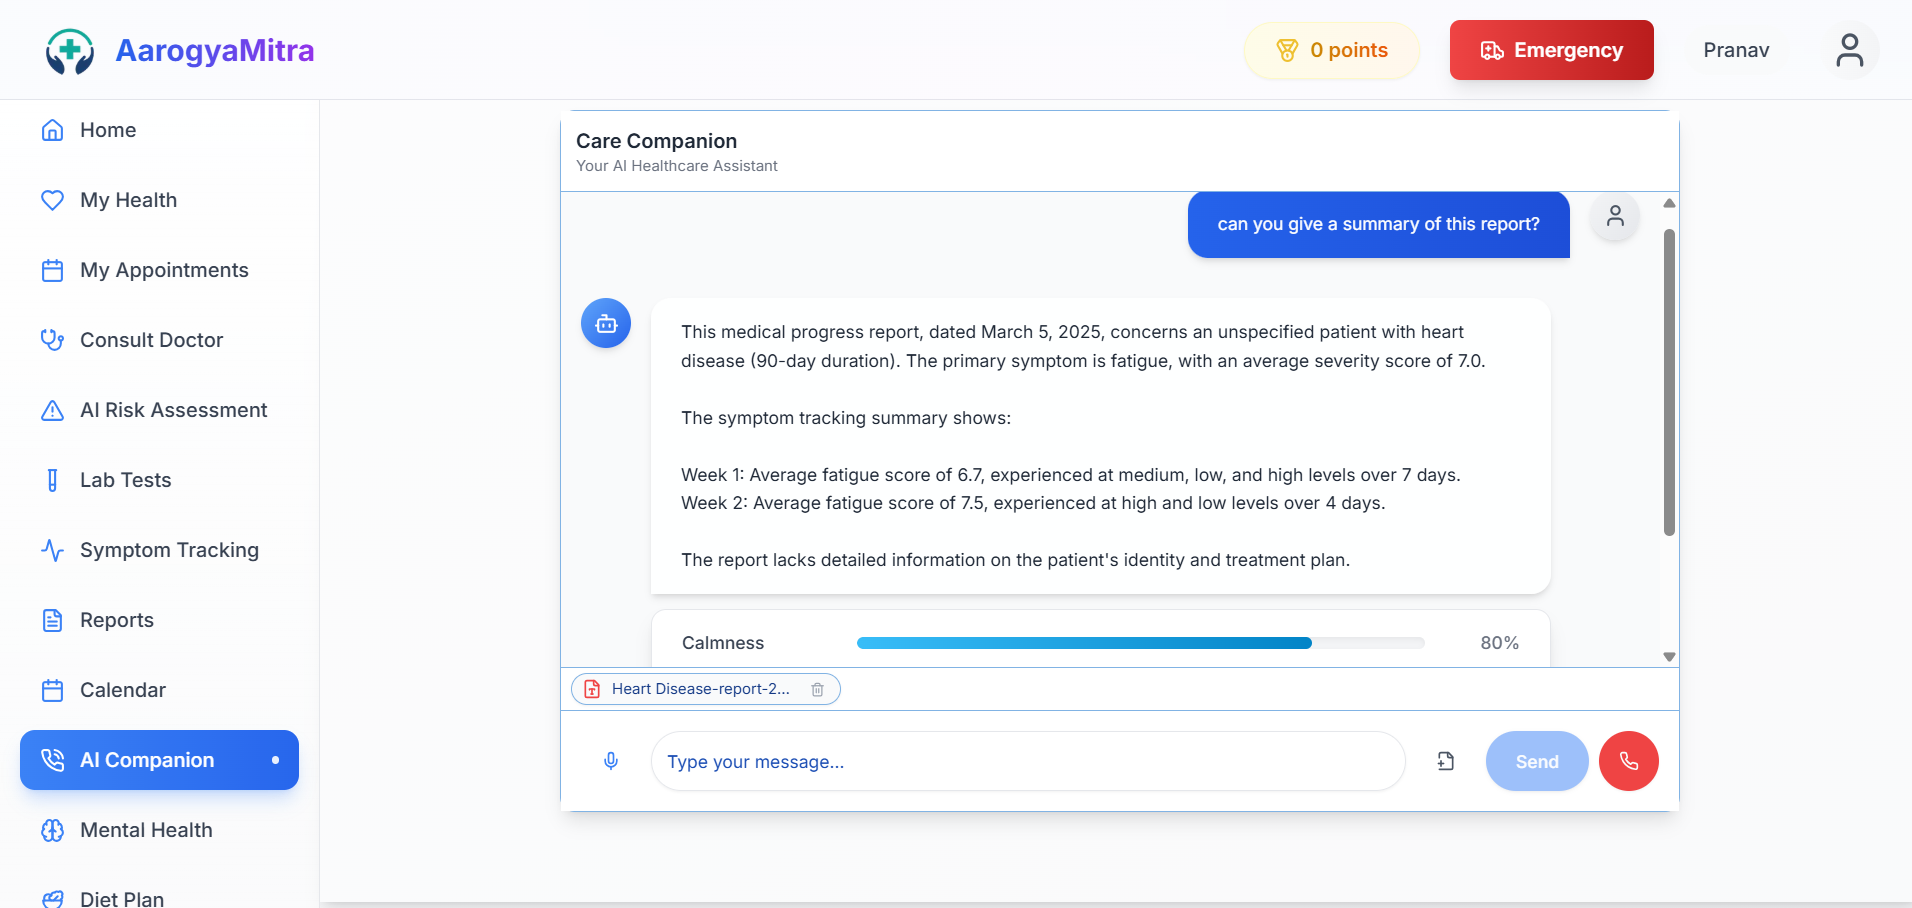 AarogyaMitra
0 points
Emergency
Pranav
Home
My Health
My Appointments
Consult Doctor
AI Risk Assessment
Lab Tests
Symptom Tracking
Reports
Calendar
AI Companion
Mental Health
Diet Plan
Care Companion
Your AI Healthcare Assistant
can you give a summary of this report?
This medical progress report, dated March 5, 2025, concerns an unspecified patient with heart
disease (90-day duration). The primary symptom is fatigue, with an average severity score of 7.0.
The symptom tracking summary shows:
Week 1: Average fatigue score of 6.7, experienced at medium, low, and high levels over 7 days.
Week 2: Average fatigue score of 7.5, experienced at high and low levels over 4 days.
The report lacks detailed information on the patient's identity and treatment plan.
Calmness 80%
Heart Disease-report-2...
Type your message...
Send